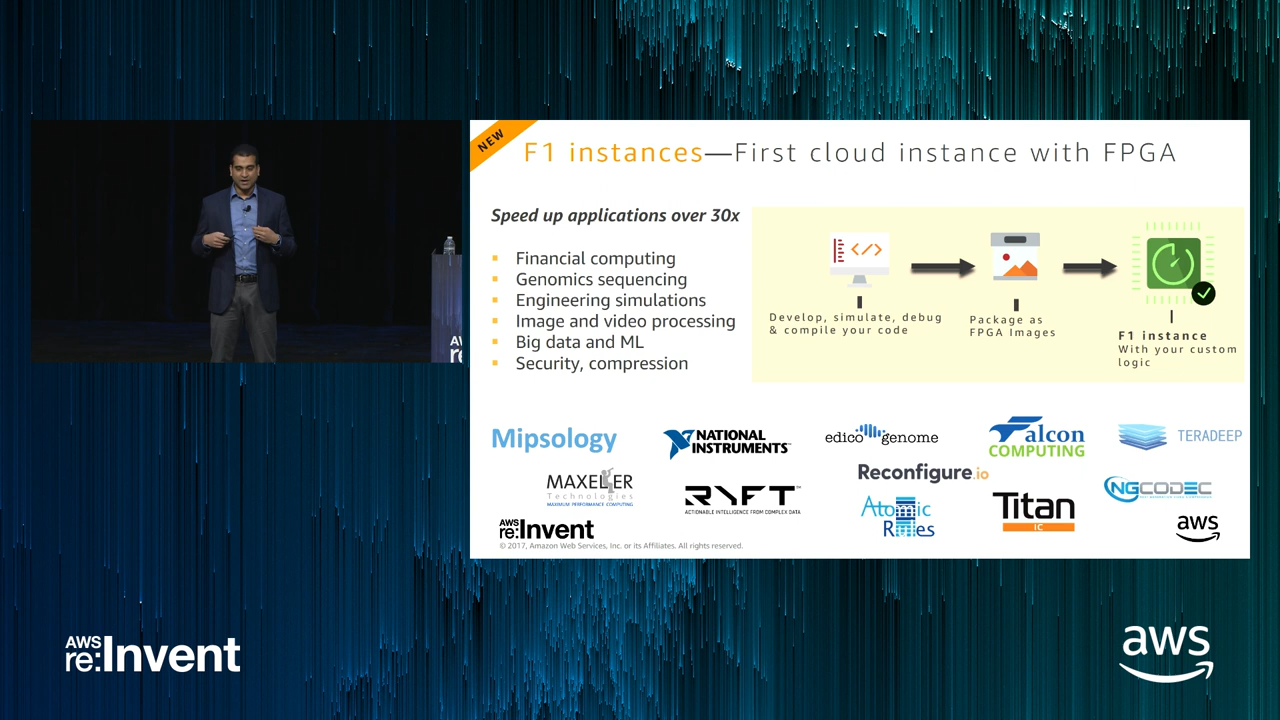 NEW
F1 instances—First cloud instance with FPGA
Speed up applications over 30x
Financial computing
Genomics sequencing
Engineering simulations
Image and video processing
Big data and ML
Security, compression
Develop, simulate, debug
& compile your code
Package as
FPGA Images
F1 instance
With your custom
logic
Mipsology
NATIONAL
INSTRUMENTS™
edico genome
Falcon
COMPUTING
TERADEEP
MAXELER
Technologies
MAXIMUM PERFORMANCE COMPUTING
RYFT™
ACTIONABLE INTELLIGENCE FROM COMPLEX DATA
Reconfigure.io
Atomic
Rules
Titan
IC
NGCODEC
AWS
re:Invent
aws
© 2017, Amazon Web Services, Inc. or its Affiliates. All rights reserved.
AWS
re:Invent
aws